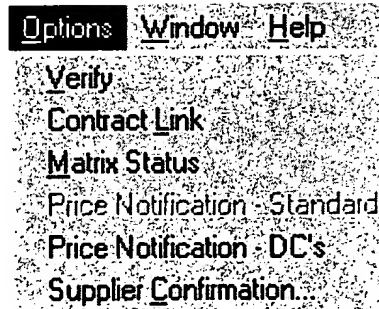 Options Window Help
Verify
Contract Link
Matrix Status
Price Notification - Standard
Price Notification - DC's
Supplier Confirmation...